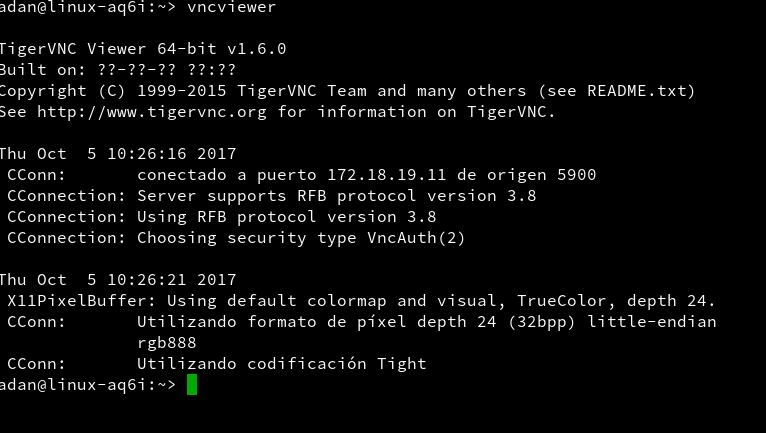 adan@linux-aq6i:~> vncviewer
TigerVNC Viewer 64-bit v1.6.0
Built on: ??-??-?? ??:??
Copyright (C) 1999-2015 TigerVNC Team and many others (see README.txt)
See http://www.tigervnc.org for information on TigerVNC.
Thu Oct  5 10:26:16 2017
 CConn:       conectado a puerto 172.18.19.11 de origen 5900
 CConnection: Server supports RFB protocol version 3.8
 CConnection: Using RFB protocol version 3.8
 CConnection: Choosing security type VncAuth(2)
Thu Oct  5 10:26:21 2017
 X11PixelBuffer: Using default colormap and visual, TrueColor, depth 24.
 CConn:       Utilizando formato de píxel depth 24 (32bpp) little-endian
              rgb888
 CConn:       Utilizando codificación Tight
adan@linux-aq6i:~>